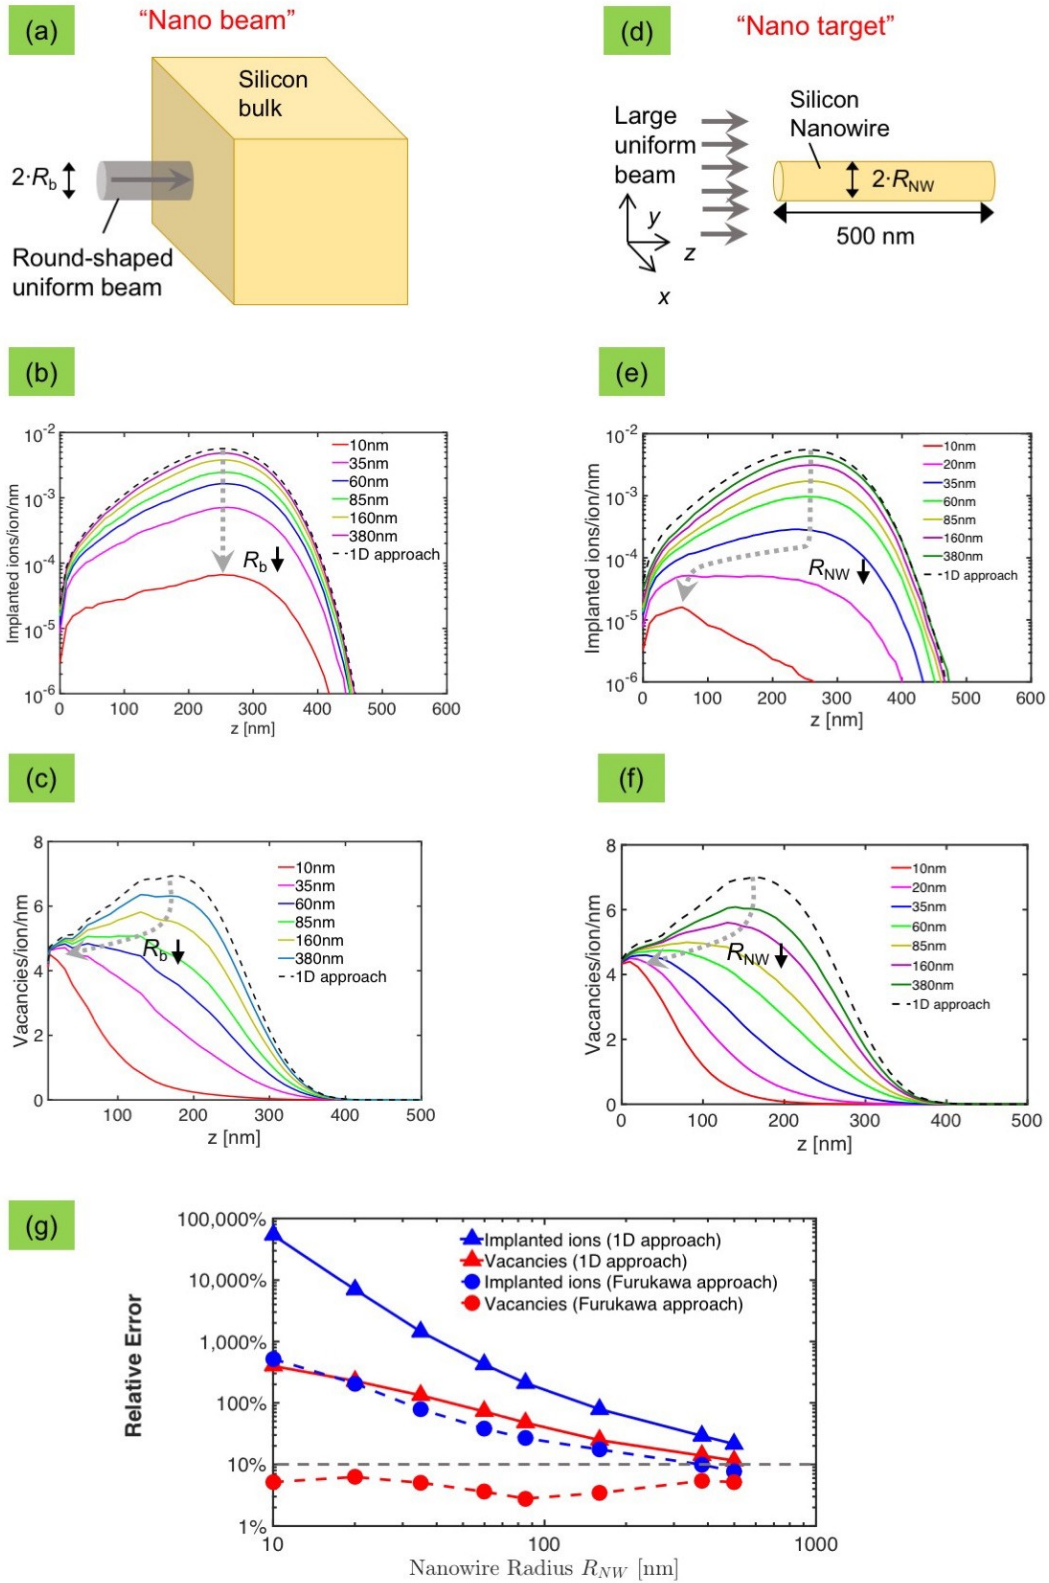 (a)
“Nano beam”
Silicon
bulk
2·Rb
Round-shaped
uniform beam
(d)
“Nano target”
Large
uniform
beam
Silicon
Nanowire
2·RNW
500 nm
y
z
x
(b)
10-2
10-3
10-4
10-5
10-6
Implanted ions/ion/nm
10nm
35nm
60nm
85nm
160nm
380nm
1D approach
Rb
0 100 200 300 400 500 600
z [nm]
(e)
10-2
10-3
10-4
10-5
10-6
Implanted ions/ion/nm
10nm
20nm
35nm
60nm
85nm
160nm
380nm
1D approach
RNW
0 100 200 300 400 500 600
z [nm]
(c)
8
6
4
2
0
Vacancies/ion/nm
10nm
35nm
60nm
85nm
160nm
380nm
1D approach
Rb
100 200 300 400 500
z [nm]
(f)
8
6
4
2
0
Vacancies/ion/nm
10nm
20nm
35nm
60nm
85nm
160nm
380nm
1D approach
RNW
0 100 200 300 400 500
z [nm]
(g)
100,000%
10,000%
1,000%
100%
10%
1%
Relative Error
Implanted ions (1D approach)
Vacancies (1D approach)
Implanted ions (Furukawa approach)
Vacancies (Furukawa approach)
10 100 1000
Nanowire Radius RNW [nm]